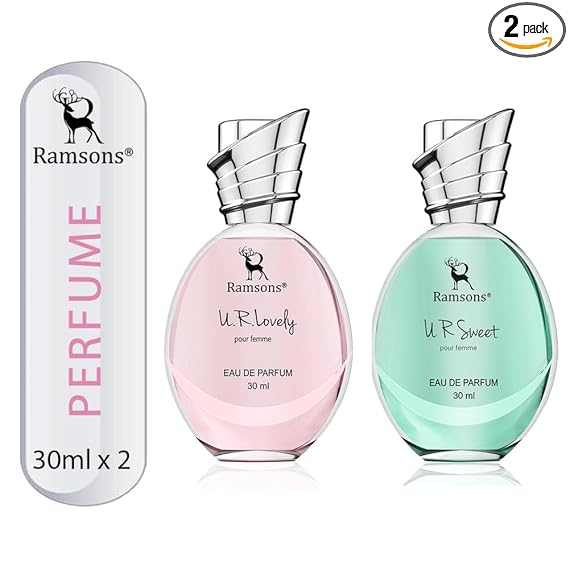 2 pack
Ramsons®
PERFUME
30ml x 2
Ramsons®
U.R.Lovely
pour femme
EAU DE PARFUM
30 ml
Ramsons®
U R Sweet
pour femme
EAU DE PARFUM
30 ml